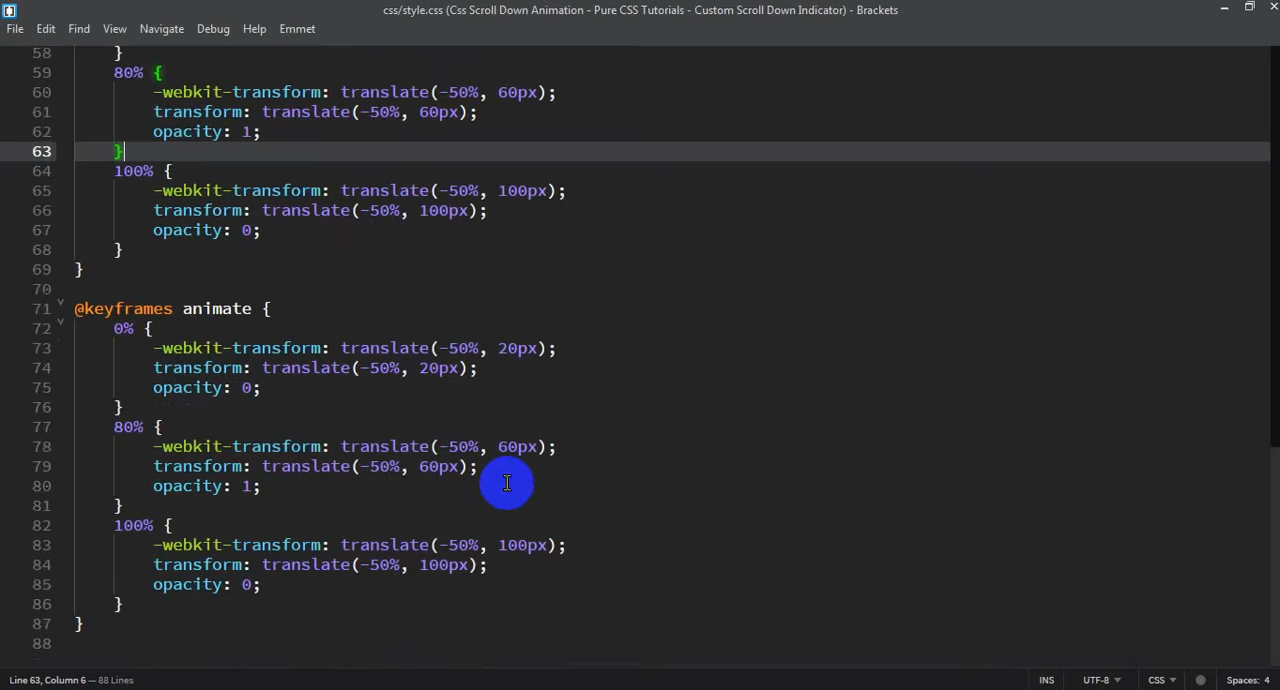 css/style.css (Css Scroll Down Animation - Pure CSS Tutorials - Custom Scroll Down Indicator) - Brackets
File Edit Find View Navigate Debug Help Emmet
58 }
59 80% {
60 -webkit-transform: translate(-50%, 60px);
61 transform: translate(-50%, 60px);
62 opacity: 1;
63 }
64 100% {
65 -webkit-transform: translate(-50%, 100px);
66 transform: translate(-50%, 100px);
67 opacity: 0;
68 }
69 }
70
71 @keyframes animate {
72 0% {
73 -webkit-transform: translate(-50%, 20px);
74 transform: translate(-50%, 20px);
75 opacity: 0;
76 }
77 80% {
78 -webkit-transform: translate(-50%, 60px);
79 transform: translate(-50%, 60px);
80 opacity: 1;
81 }
82 100% {
83 -webkit-transform: translate(-50%, 100px);
84 transform: translate(-50%, 100px);
85 opacity: 0;
86 }
87 }
88
Line 63, Column 6 — 88 Lines INS UTF-8 CSS Spaces: 4